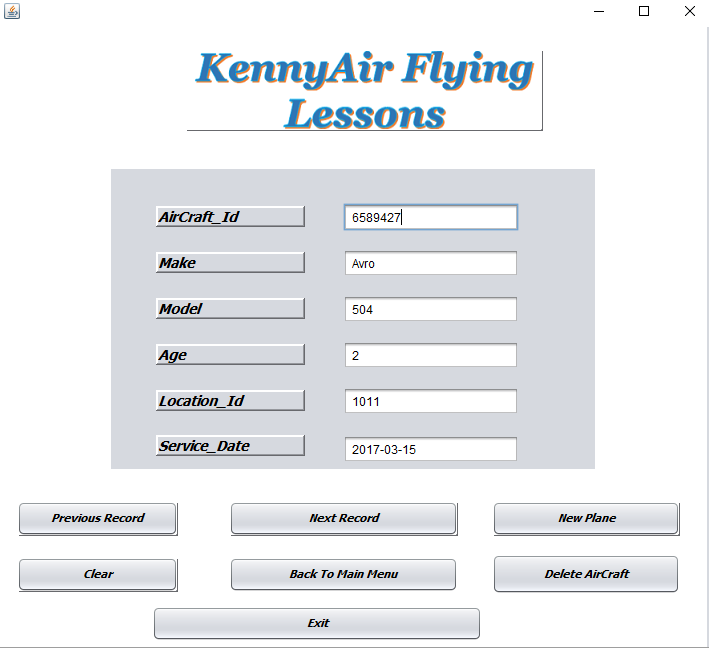 KennyAir Flying
Lessons
AirCraft_Id 6589427
Make Avro
Model 504
Age 2
Location_Id 1011
Service_Date 2017-03-15
Previous Record Next Record New Plane
Clear Back To Main Menu Delete AirCraft
Exit